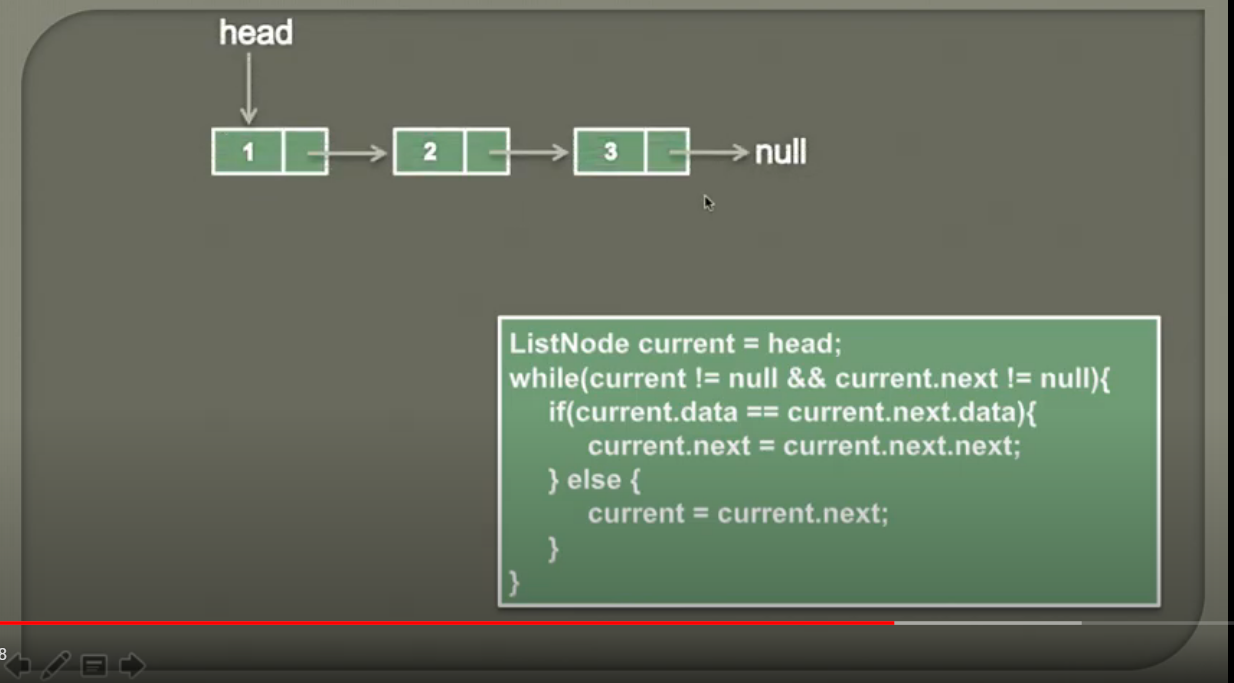 head
1 2 3 null
ListNode current = head;
while(current != null && current.next != null){
if(current.data == current.next.data){
current.next = current.next.next;
} else {
current = current.next;
}
}
8